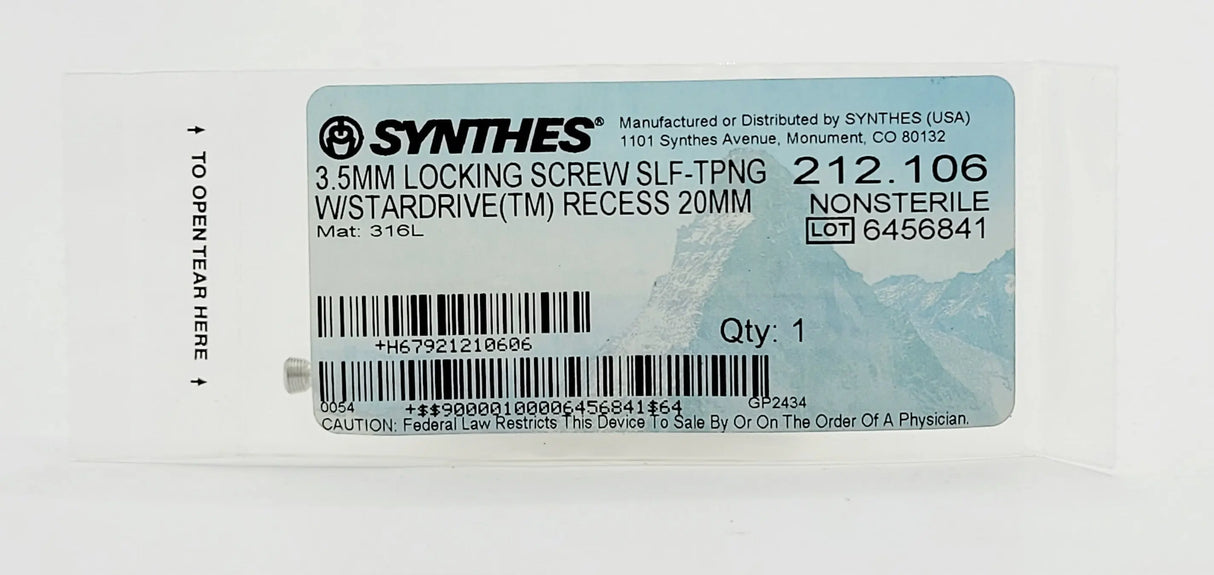 SYNTHES®
Manufactured or Distributed by SYNTHES (USA)
1101 Synthes Avenue, Monument, CO 80132
3.5MM LOCKING SCREW SLF-TPNG
W/STARDRIVE(TM) RECESS 20MM
Mat: 316L
212.106
NONSTERILE
LOT 6456841
+H67921210606
Qty: 1
0054
+$$90000100006456841$64
GP2434
CAUTION: Federal Law Restricts This Device To Sale By Or On The Order Of A Physician.
TO OPEN TEAR HERE